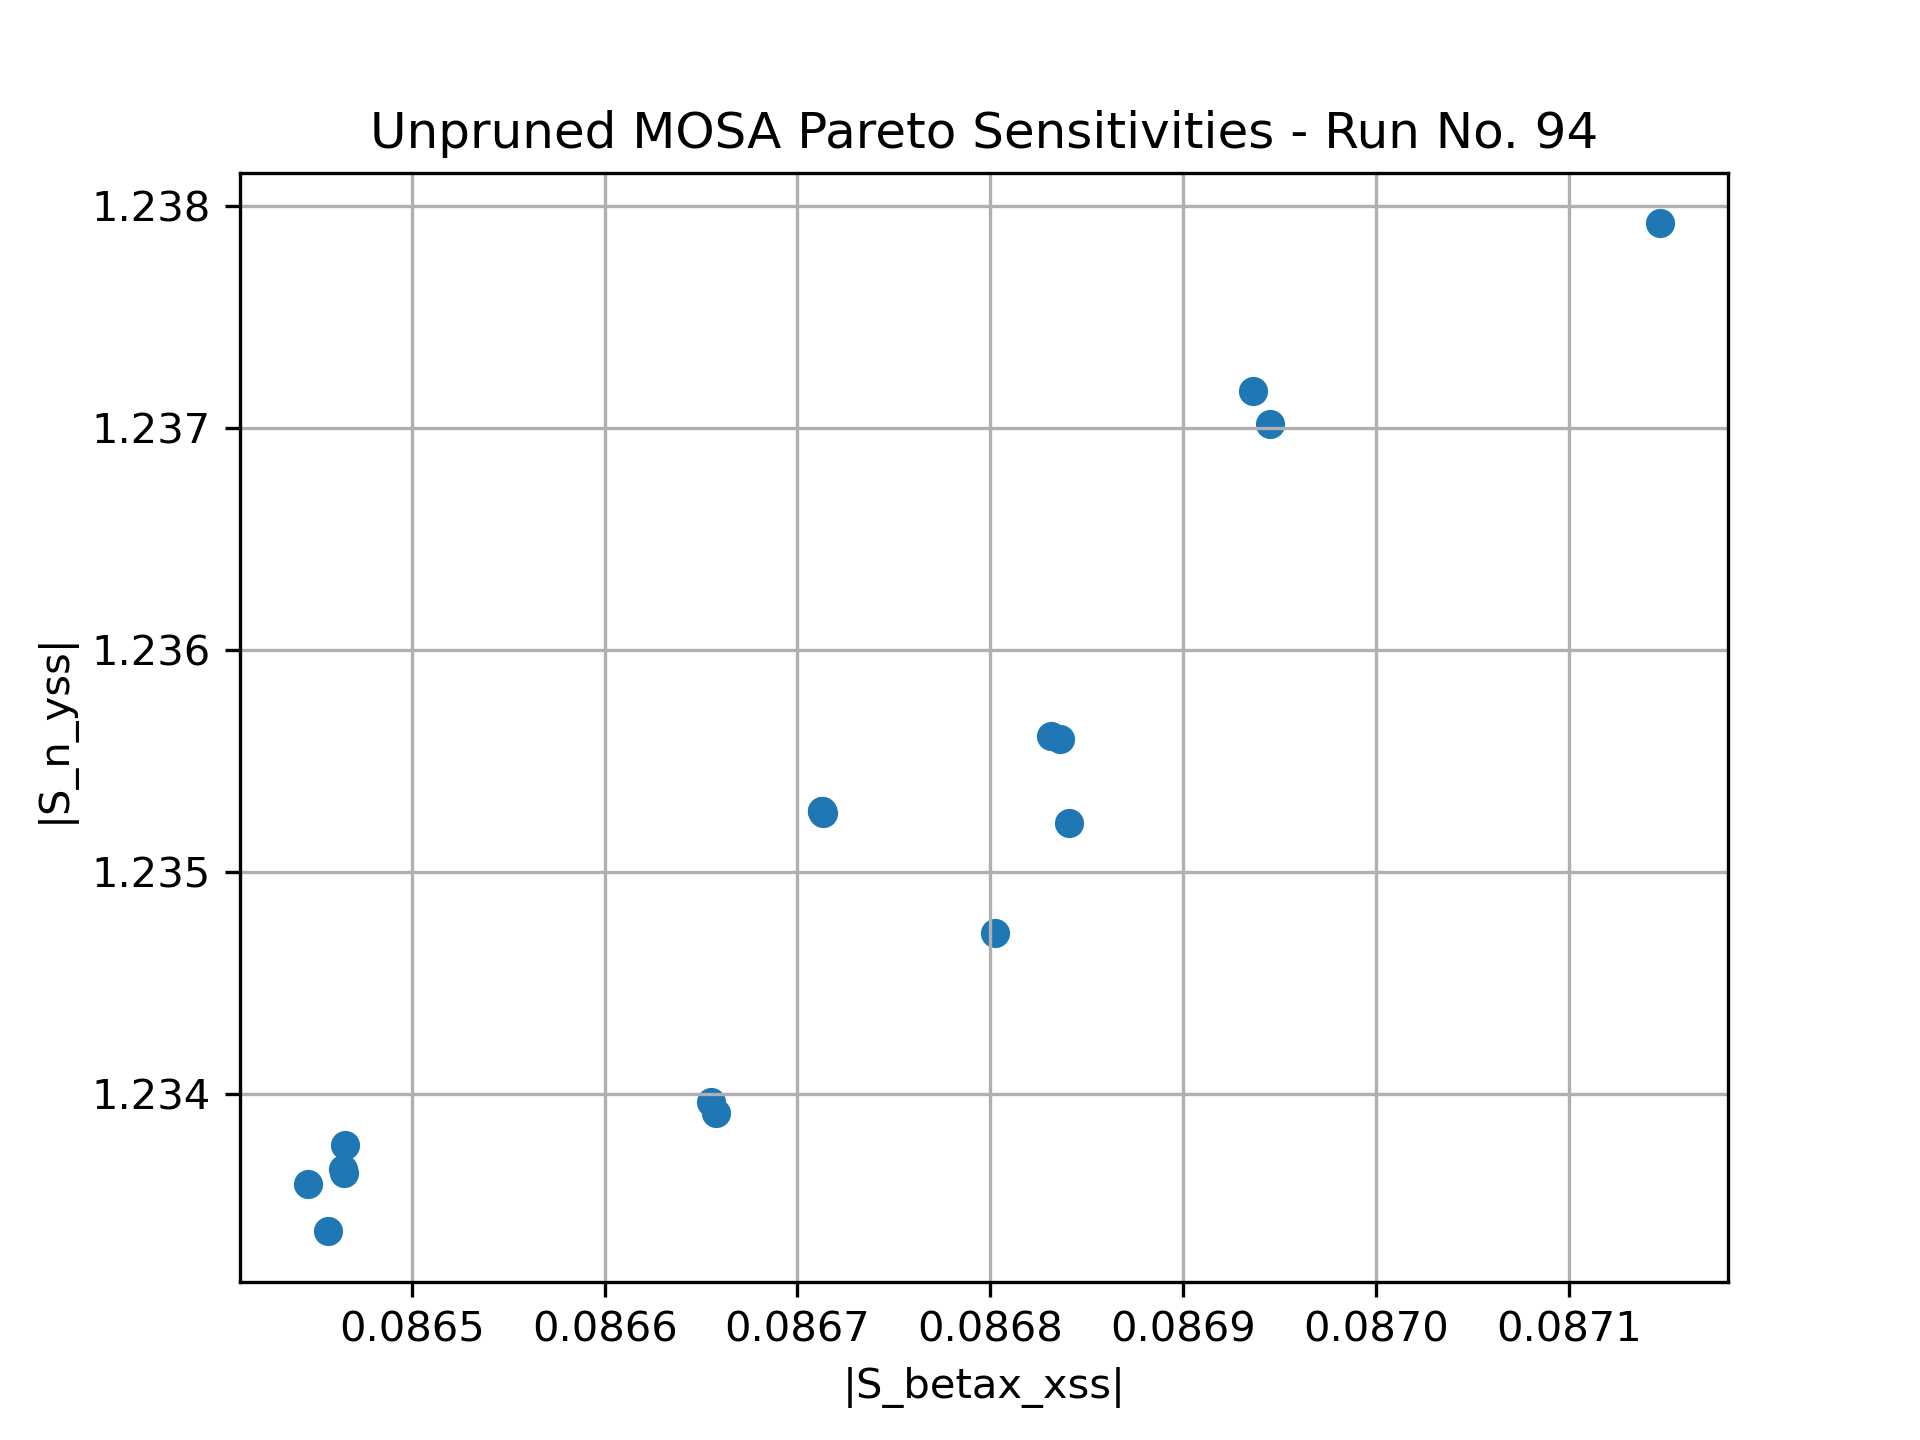 Unpruned MOSA Pareto Sensitivities - Run No. 94
1.238
1.237
1.236
1.235
1.234
|S_n_yss|
0.0865 0.0866 0.0867 0.0868 0.0869 0.0870 0.0871
|S_betax_xss|